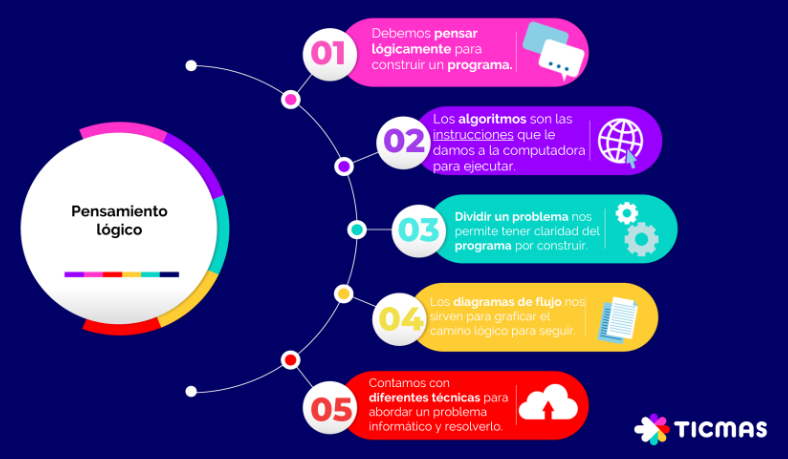 Pensamiento
lógico
01
Debemos pensar
lógicamente para
construir un programa.
02
Los algoritmos son las
instrucciones que le
damos a la computadora
para ejecutar.
03
Dividir un problema nos
permite tener claridad del
programa por construir.
04
Los diagramas de flujo nos
sirven para graficar el
camino lógico para seguir.
05
Contamos con
diferentes técnicas para
abordar un problema
informático y resolverlo.
TICMAS